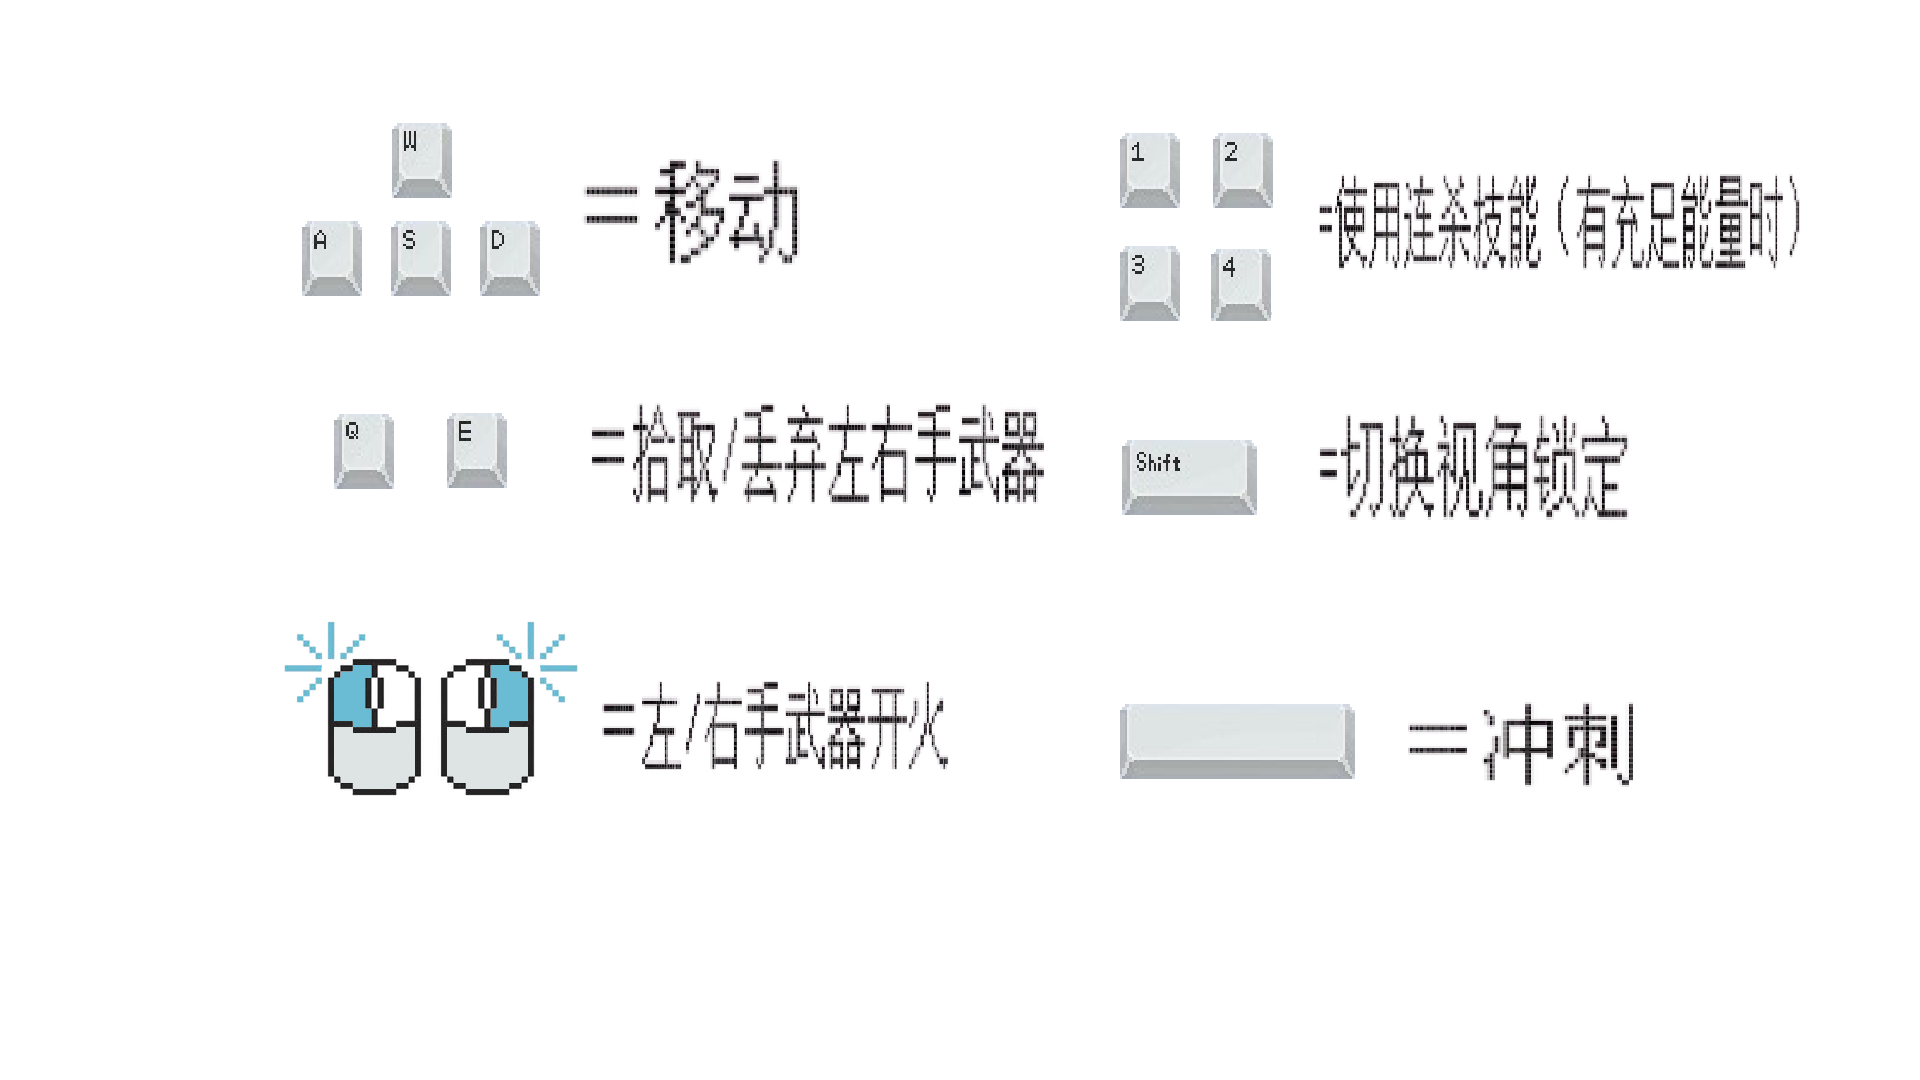 W
A S D
=移动
Q E
=拾取/丢弃左右手武器
=左/右手武器开火
1 2
3 4
=使用连杀技能（有充足能量时）
Shift
=切换视角锁定
=冲刺